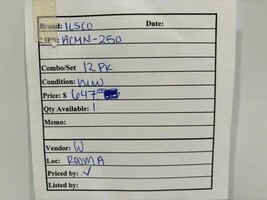 Brand: ILSCO Date:
ACMN-250
Combo/Set 12 PK
Condition: NEW
Price: $ 647
Qty Available: 1
Memo:
Vendor: W
Loc: ROOM A
Priced by: ✓
Listed by: